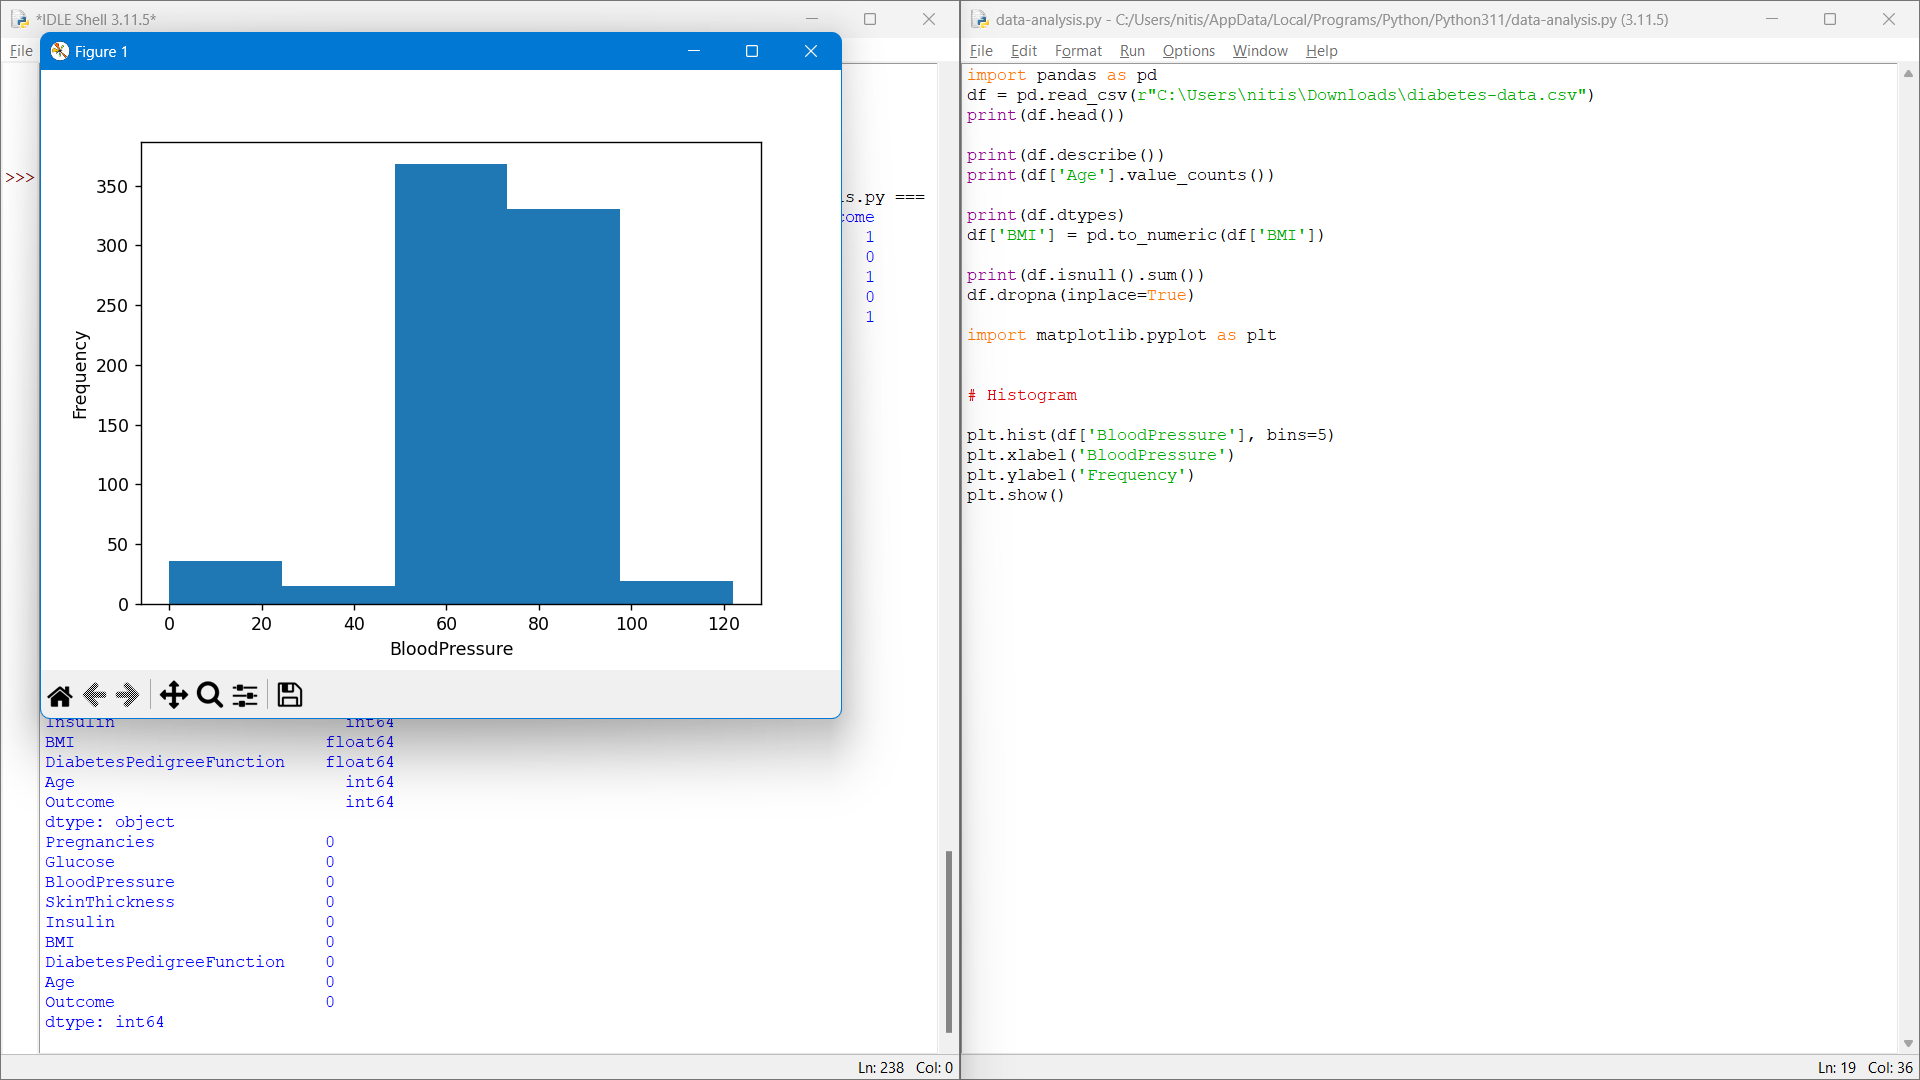 *IDLE Shell 3.11.5*
File
Figure 1
350
300
250
200
150
100
50
0
Frequency
0 20 40 60 80 100 120
BloodPressure
>>>
s.py ===
come
1
0
1
0
1
Insulin int64
BMI float64
DiabetesPedigreeFunction float64
Age int64
Outcome int64
dtype: object
Pregnancies 0
Glucose 0
BloodPressure 0
SkinThickness 0
Insulin 0
BMI 0
DiabetesPedigreeFunction 0
Age 0
Outcome 0
dtype: int64
Ln: 238 Col: 0
data-analysis.py - C:/Users/nitis/AppData/Local/Programs/Python/Python311/data-analysis.py (3.11.5)
File Edit Format Run Options Window Help
import pandas as pd
df = pd.read_csv(r"C:\Users\nitis\Downloads\diabetes-data.csv")
print(df.head())
print(df.describe())
print(df['Age'].value_counts())
print(df.dtypes)
df['BMI'] = pd.to_numeric(df['BMI'])
print(df.isnull().sum())
df.dropna(inplace=True)
import matplotlib.pyplot as plt
# Histogram
plt.hist(df['BloodPressure'], bins=5)
plt.xlabel('BloodPressure')
plt.ylabel('Frequency')
plt.show()
Ln: 19 Col: 36